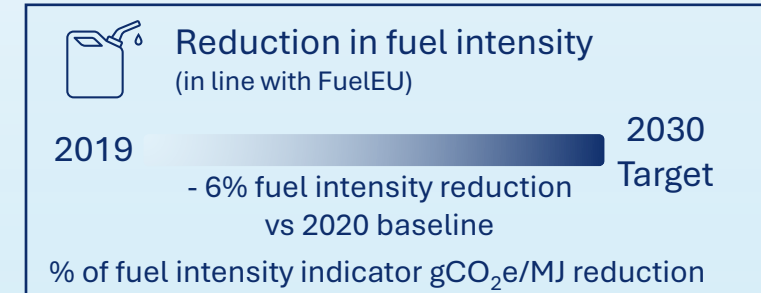 Reduction in fuel intensity
(in line with FuelEU)
2019
2030
Target
- 6% fuel intensity reduction
vs 2020 baseline
% of fuel intensity indicator gCO₂e/MJ reduction